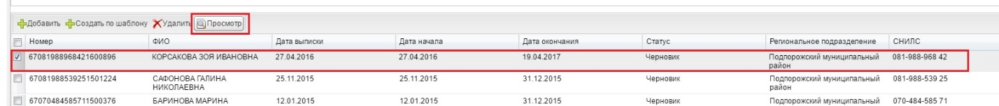 Добавить Создать по шаблону Удалить Просмотр
Номер ФИО Дата выписки Дата начала Дата окончания Статус Региональное подразделение СНИЛС
67081988968421600896 КОРСАКОВА ЗОЯ ИВАНОВНА 27.04.2016 27.04.2016 19.04.2017 Черновик Подпорожский муниципальный 081-988-968 42
район
67081988539251501224 САФОНОВА ГАЛИНА 25.11.2015 25.11.2015 31.12.2015 Черновик Подпорожский муниципальный 081-988-539 25
НИКОЛАЕВНА район
67070484585711500376 БАРИНОВА МАРИНА 12.01.2015 12.01.2015 31.12.2015 Черновик Подпорожский муниципальный 070-484-585 71